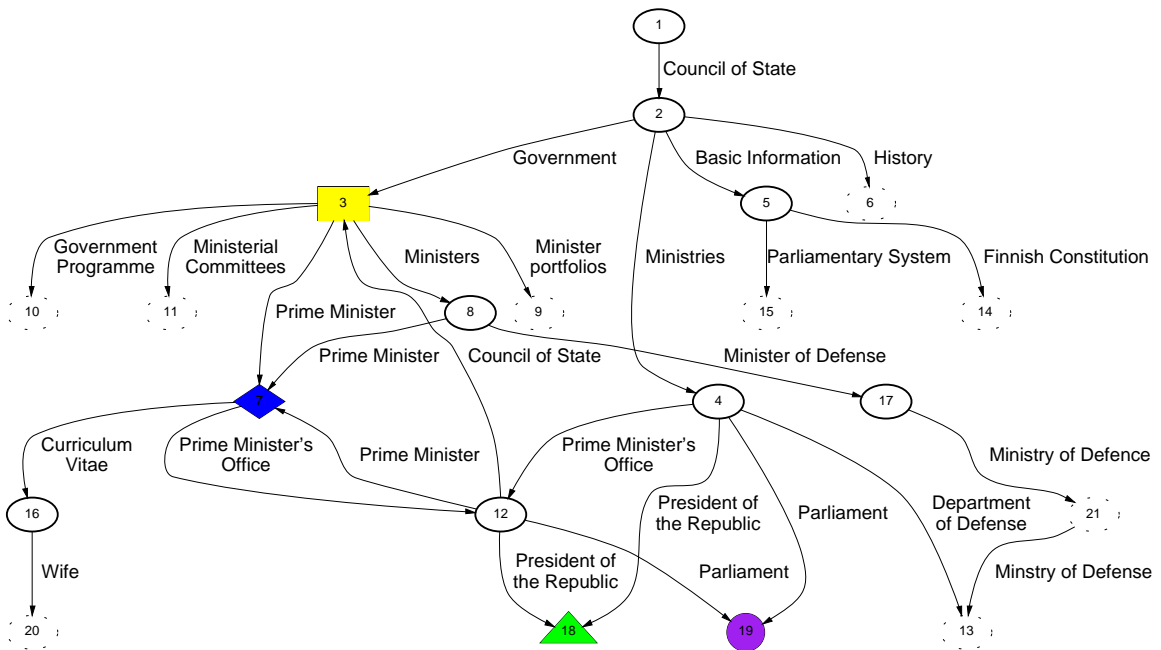 1
Council of State
2
Government
Basic Information
History
3
5
6
Government
Programme
Ministerial
Committees
Ministers
Minister
portfolios
Ministries
Parliamentary System
Finnish Constitution
10
11
Prime Minister
8
9
15
14
Prime Minister
Council of State
Minister of Defense
7
4
17
Curriculum
Vitae
Prime Minister's
Office
Prime Minister
Prime Minister's
Office
Ministry of Defence
16
12
President of
the Republic
Parliament
Department
of Defense
21
Wife
President of
the Republic
Parliament
Minstry of Defense
20
18
19
13